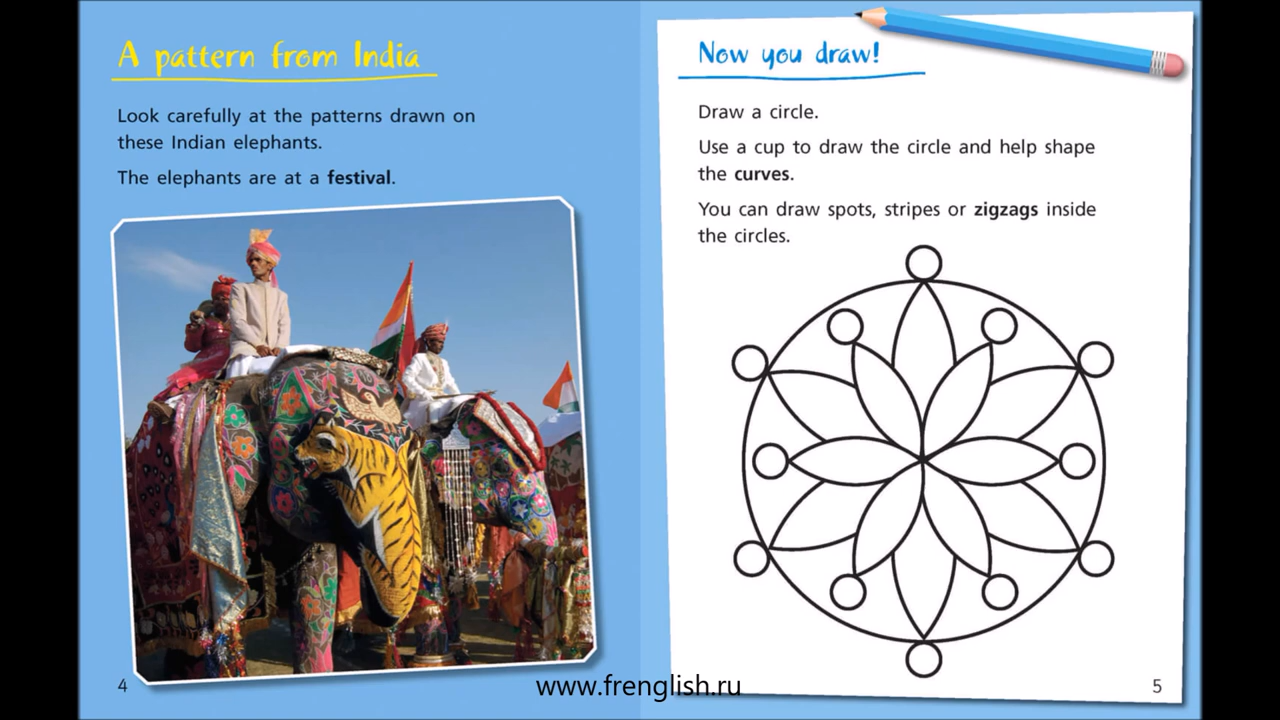 A pattern from India
Look carefully at the patterns drawn on
these Indian elephants.
The elephants are at a festival.
4
Now you draw!
Draw a circle.
Use a cup to draw the circle and help shape
the curves.
You can draw spots, stripes or zigzags inside
the circles.
5
www.frenglish.ru